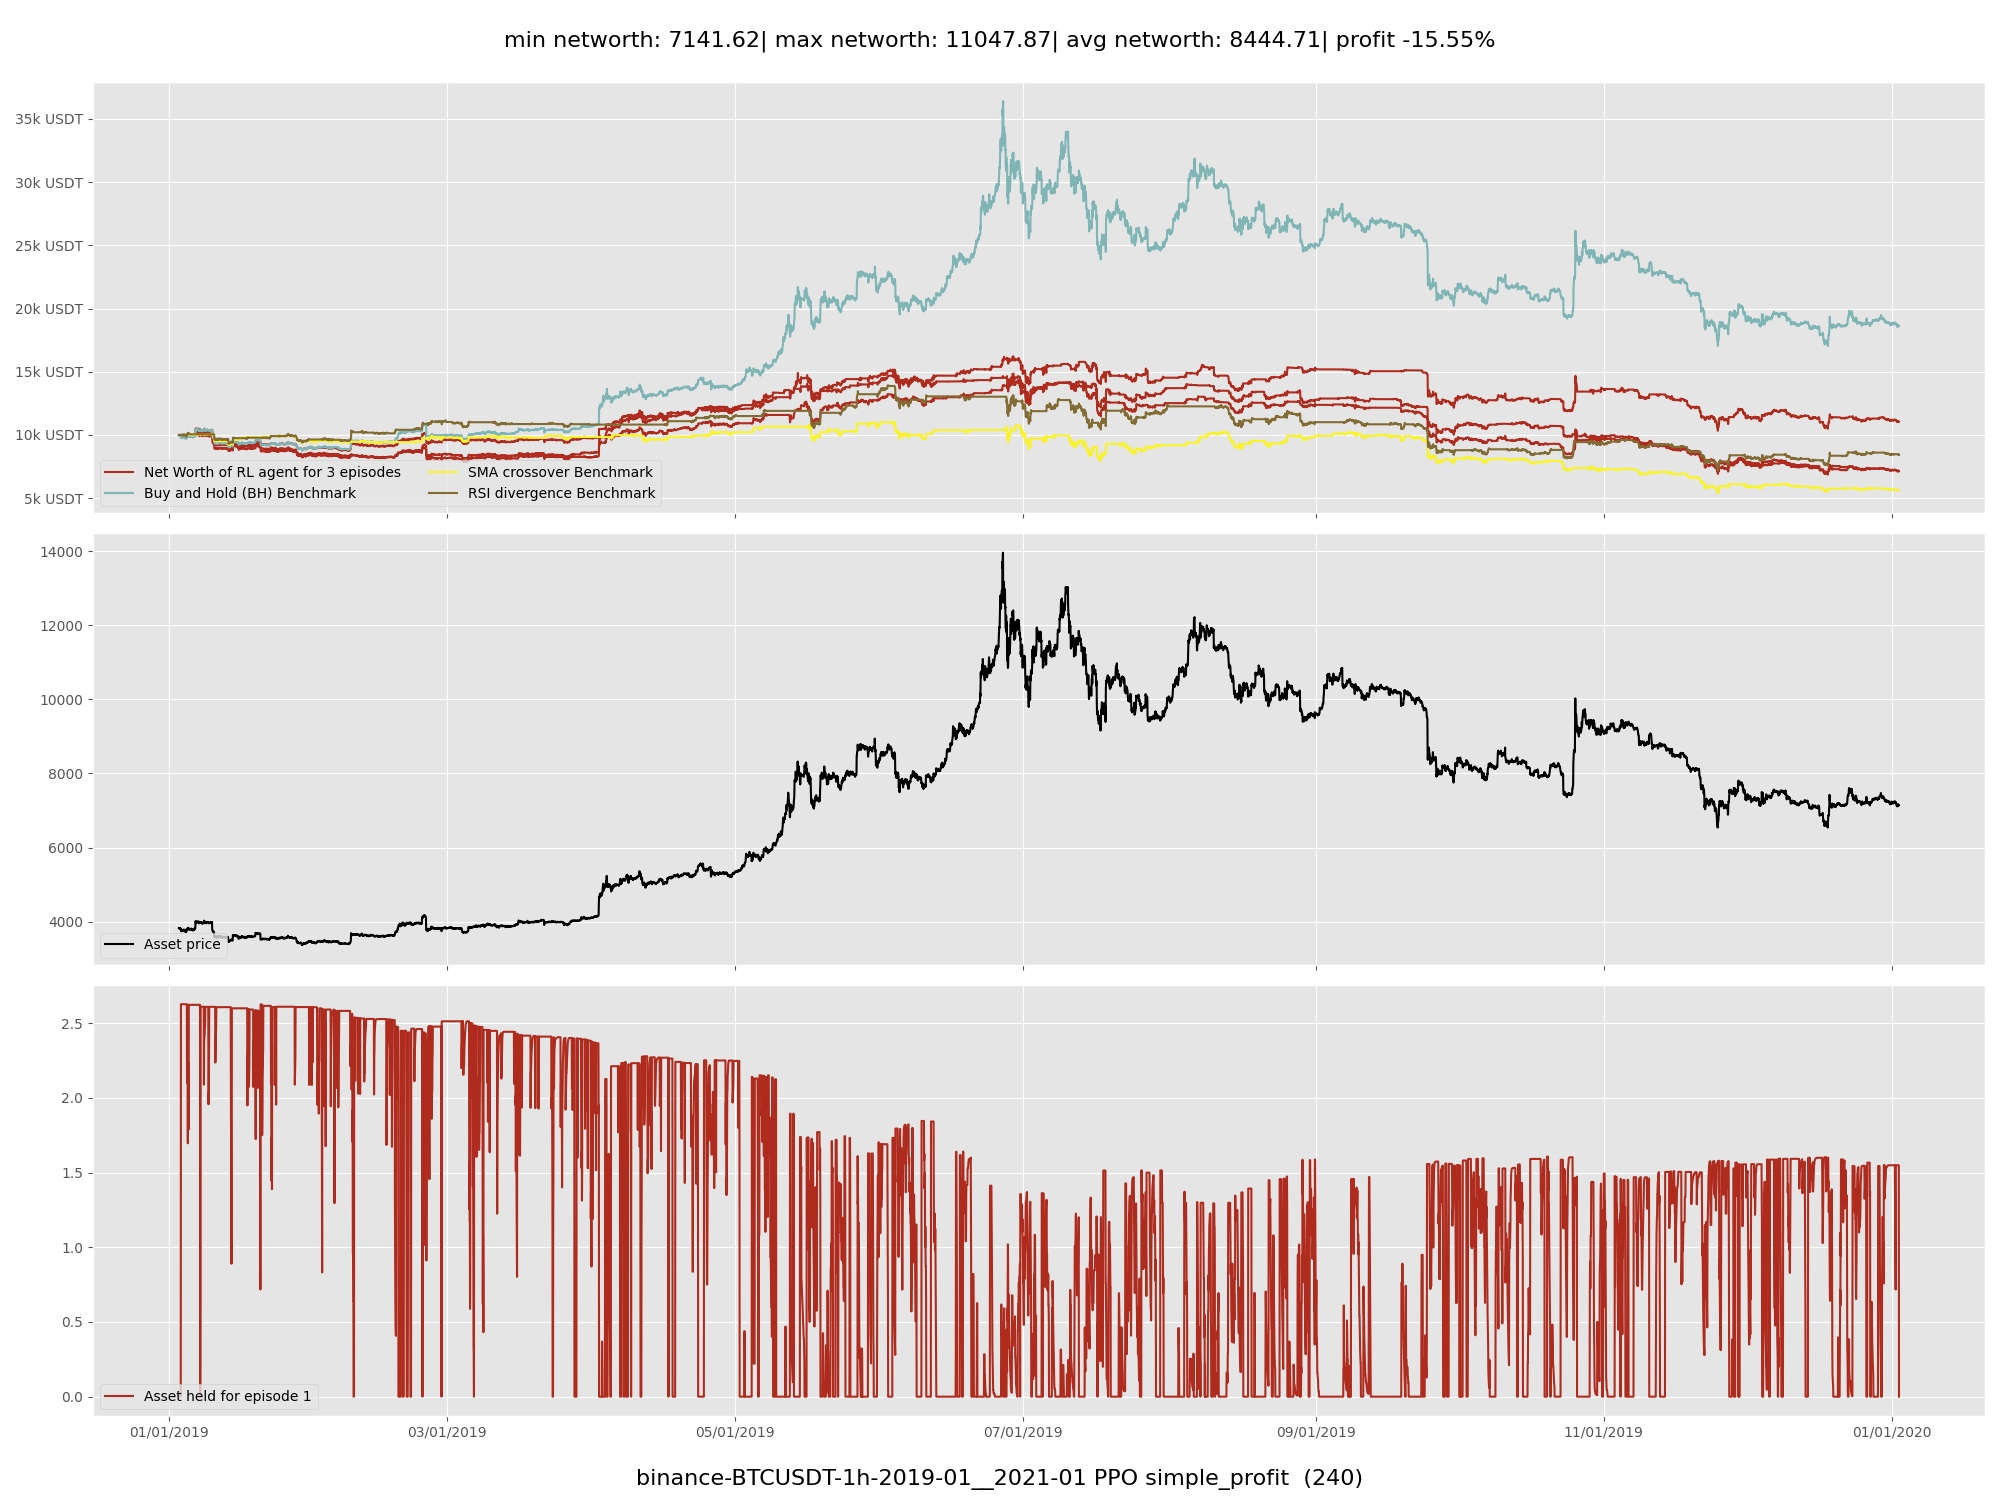 min networth: 7141.62| max networth: 11047.87| avg networth: 8444.71| profit -15.55%
35k USDT
30k USDT
25k USDT
20k USDT
15k USDT
10k USDT
5k USDT
Net Worth of RL agent for 3 episodes
Buy and Hold (BH) Benchmark
SMA crossover Benchmark
RSI divergence Benchmark
14000
12000
10000
8000
6000
4000
Asset price
2.5
2.0
1.5
1.0
0.5
0.0
Asset held for episode 1
01/01/2019 03/01/2019 05/01/2019 07/01/2019 09/01/2019 11/01/2019 01/01/2020
binance-BTCUSDT-1h-2019-01__2021-01 PPO simple_profit (240)